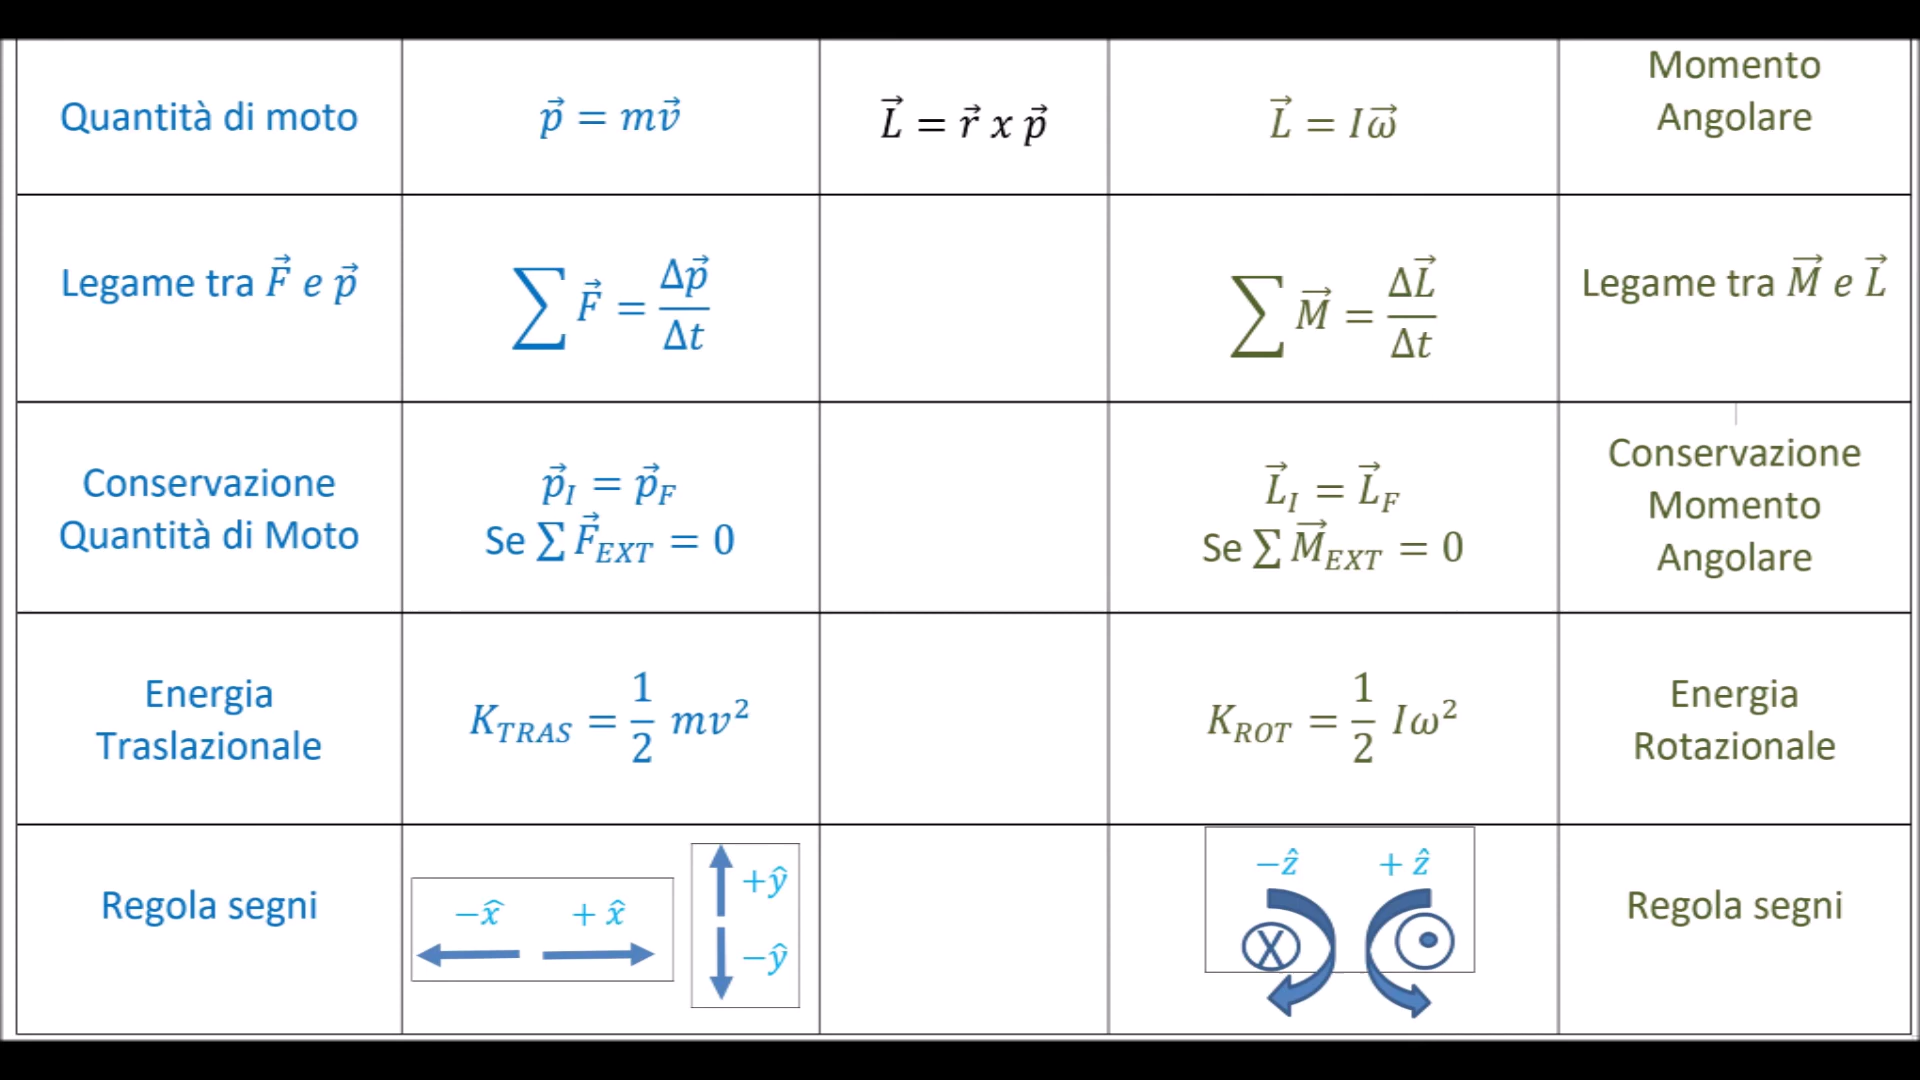 Quantità di moto
p⃗ = mv⃗
L⃗ = r⃗ x p⃗
L⃗ = Iω⃗
Momento
Angolare
Legame tra F⃗ e p⃗
∑ F⃗ = Δp⃗ / Δt
∑ M⃗ = ΔL⃗ / Δt
Legame tra M⃗ e L⃗
Conservazione
Quantità di Moto
p⃗_I = p⃗_F
Se ∑ F⃗_EXT = 0
L⃗_I = L⃗_F
Se ∑ M⃗_EXT = 0
Conservazione
Momento
Angolare
Energia
Traslazionale
K_TRAS = 1/2 mv²
K_ROT = 1/2 Iω²
Energia
Rotazionale
Regola segni
−x̂ + x̂
+ŷ
−ŷ
−ẑ + ẑ
X
Regola segni